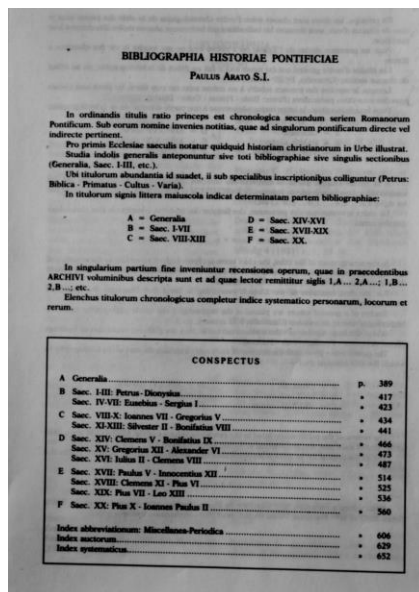 BIBLIOGRAPHIA HISTORIAE PONTIFICIAE
PAULUS ARATÓ S.I.
In ordinandis titulis ratio princeps est chronologica secundum seriem Romanorum
Pontificum. Sub eorum nomine invenies notitias, quae ad singulorum pontificatum directe vel
indirecte pertinent.
Pro primis Ecclesiae saeculis notatur quidquid historiam christianorum in Urbe illustrat.
Studia indolis generalis anteponuntur sive toti bibliographiae sive singulis sectionibus
(Generalia, Saec. I-III, etc.).
Ubi titulorum abundantia id suadet, ii sub specialibus inscriptionibus colliguntur (Petrus:
Biblica - Primatus - Cultus - Varia).
In titulorum signis littera maiuscola indicat determinatam partem bibliographiae:
A = Generalia D = Saec. XIV-XVI
B = Saec. I-VII E = Saec. XVII-XIX
C = Saec. VIII-XIII F = Saec. XX.
In singularium partium fine inveniuntur recensiones operum, quae in praecedentibus
ARCHIVI voluminibus descripta sunt et ad quae lector remittitur siglis 1,A... 2,A...; 1,B...
2,B...; etc.
Elenchus titulorum chronologicus completur indice systematico personarum, locorum et
rerum.
CONSPECTUS
A Generalia p. 389
B Saec. I-III: Petrus - Dionysius » 417
Saec. IV-VII: Eusebius - Sergius I » 423
C Saec. VIII-X: Ioannes VII - Gregorius V » 434
Saec. XI-XIII: Silvester II - Bonifatius VIII » 441
D Saec. XIV: Clemens V - Bonifatius IX » 466
Saec. XV: Gregorius XII - Alexander VI » 473
Saec. XVI: Iulius II - Clemens VIII » 487
E Saec. XVII: Paulus V - Innocentius XII » 514
Saec. XVIII: Clemens XI - Pius VI » 525
Saec. XIX: Pius VII - Leo XIII » 536
F Saec. XX: Pius X - Ioannes Paulus II » 560
Index abbreviationum: Miscellanea-Periodica » 606
Index auctorum » 629
Index systematicus » 652